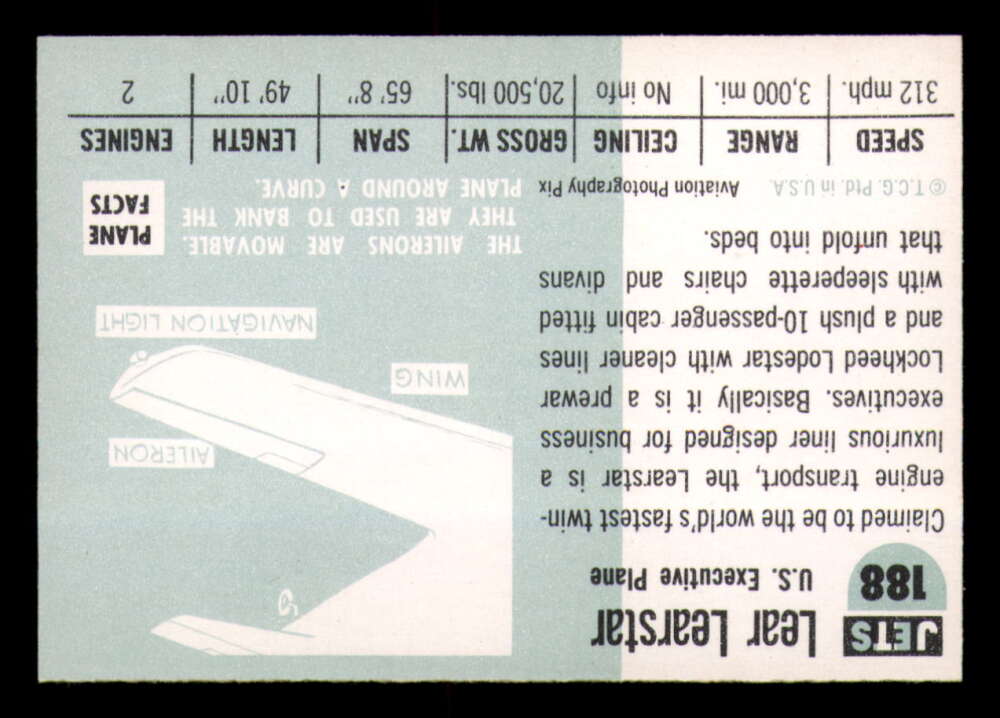 JETS
188
Lear Learstar
U.S. Executive Plane
Claimed to be the world's fastest twin-
engine transport, the Learstar is a
luxurious liner designed for business
executives. Basically it is a prewar
Lockheed Lodestar with cleaner lines
and a plush 10-passenger cabin fitted
with sleeperette chairs and divans
that unfold into beds.
© T.C.G. Ptd. in U.S.A.
Aviation Photography Pix
AILERON
WING
NAVIGATION LIGHT
PLANE
FACTS
THE AILERONS ARE MOVABLE.
THEY ARE USED TO BANK THE
PLANE AROUND A CURVE.
SPEED RANGE CEILING GROSS WT. SPAN LENGTH ENGINES
312 mph. 3,000 mi. No info 20,500 lbs. 65' 8" 49' 10" 2